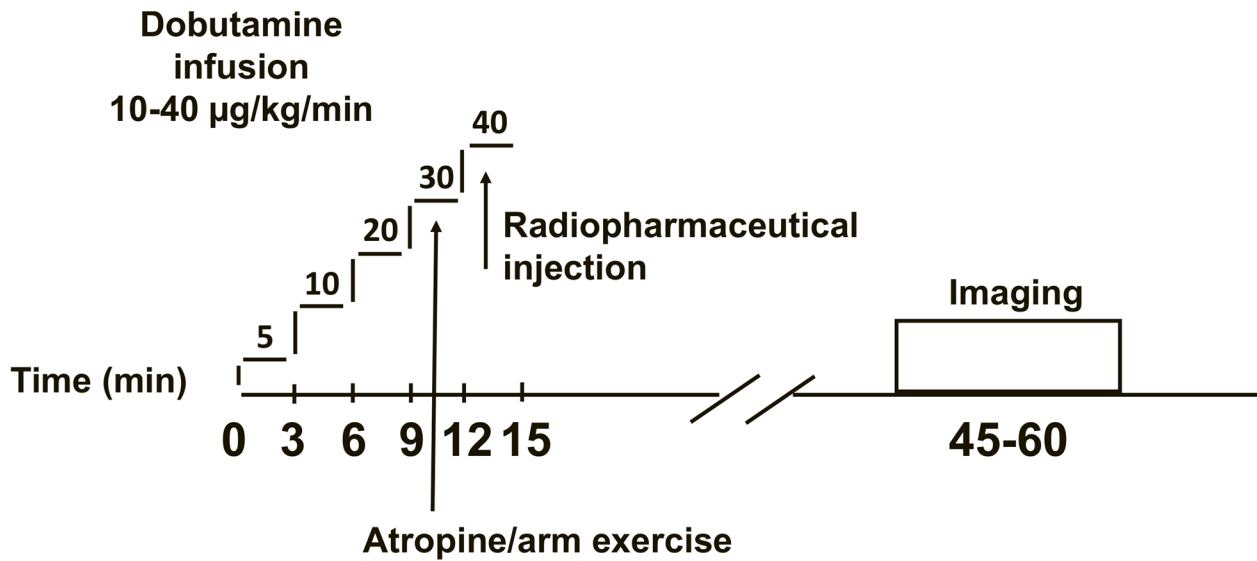 Dobutamine
infusion
10-40 µg/kg/min
40
30
20
10
5
Radiopharmaceutical
injection
Imaging
Time (min)
0 3 6 9 12 15
45-60
Atropine/arm exercise